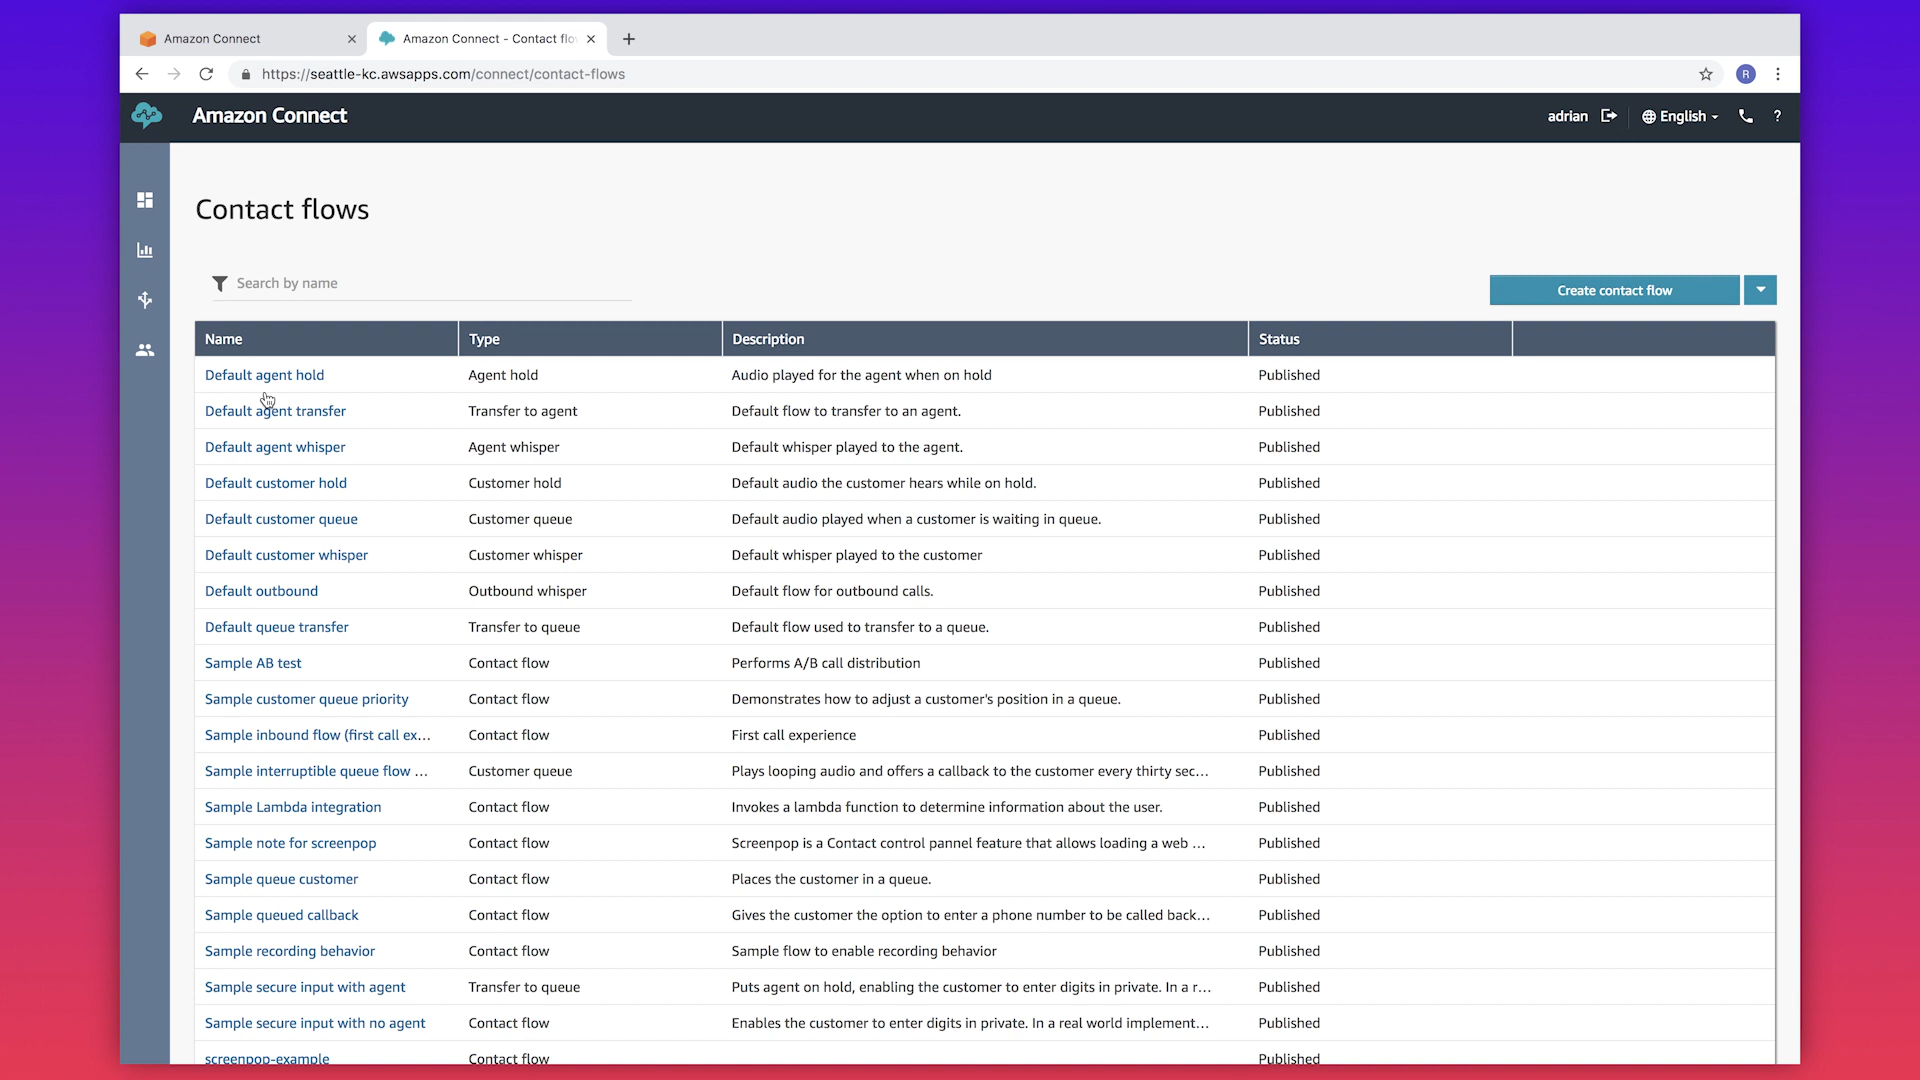 Amazon Connect
Amazon Connect - Contact flo
https://seattle-kc.awsapps.com/connect/contact-flows
R
Amazon Connect
adrian
English
?
Contact flows
Search by name
Create contact flow
Name Type Description Status
Default agent hold Agent hold Audio played for the agent when on hold Published
Default agent transfer Transfer to agent Default flow to transfer to an agent. Published
Default agent whisper Agent whisper Default whisper played to the agent. Published
Default customer hold Customer hold Default audio the customer hears while on hold. Published
Default customer queue Customer queue Default audio played when a customer is waiting in queue. Published
Default customer whisper Customer whisper Default whisper played to the customer Published
Default outbound Outbound whisper Default flow for outbound calls. Published
Default queue transfer Transfer to queue Default flow used to transfer to a queue. Published
Sample AB test Contact flow Performs A/B call distribution Published
Sample customer queue priority Contact flow Demonstrates how to adjust a customer's position in a queue. Published
Sample inbound flow (first call ex... Contact flow First call experience Published
Sample interruptible queue flow ... Customer queue Plays looping audio and offers a callback to the customer every thirty sec... Published
Sample Lambda integration Contact flow Invokes a lambda function to determine information about the user. Published
Sample note for screenpop Contact flow Screenpop is a Contact control pannel feature that allows loading a web ... Published
Sample queue customer Contact flow Places the customer in a queue. Published
Sample queued callback Contact flow Gives the customer the option to enter a phone number to be called back... Published
Sample recording behavior Contact flow Sample flow to enable recording behavior Published
Sample secure input with agent Transfer to queue Puts agent on hold, enabling the customer to enter digits in private. In a r... Published
Sample secure input with no agent Contact flow Enables the customer to enter digits in private. In a real world implement... Published
screenpop-example Contact flow Published